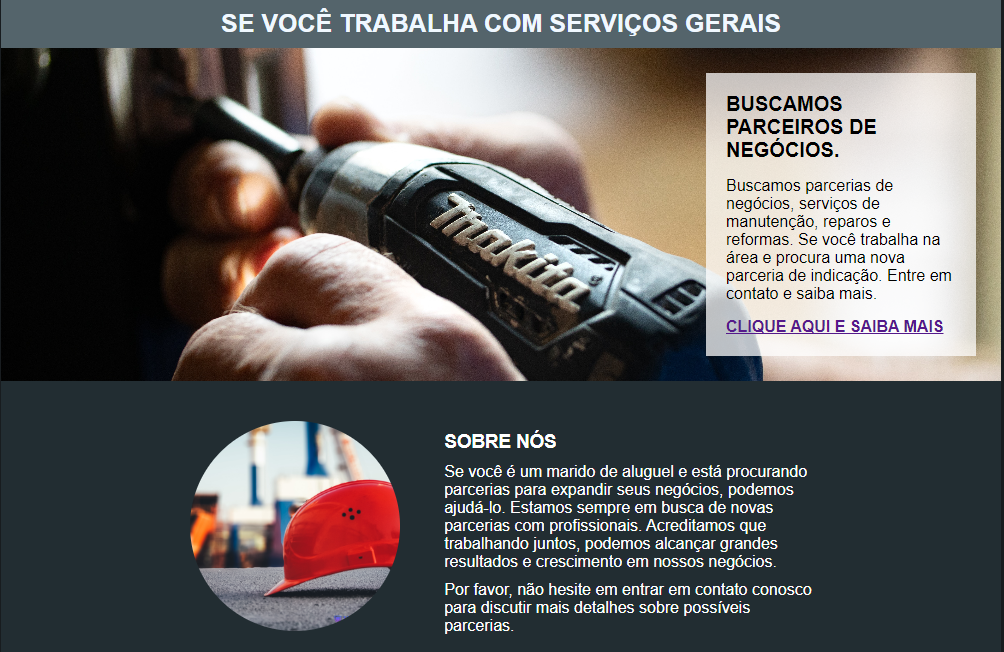 SE VOCÊ TRABALHA COM SERVIÇOS GERAIS
makita
BUSCAMOS
PARCEIROS DE
NEGÓCIOS.
Buscamos parcerias de
negócios, serviços de
manutenção, reparos e
reformas. Se você trabalha na
área e procura uma nova
parceria de indicação. Entre em
contato e saiba mais.
CLIQUE AQUI E SAIBA MAIS
SOBRE NÓS
Se você é um marido de aluguel e está procurando
parcerias para expandir seus negócios, podemos
ajudá-lo. Estamos sempre em busca de novas
parcerias com profissionais. Acreditamos que
trabalhando juntos, podemos alcançar grandes
resultados e crescimento em nossos negócios.
Por favor, não hesite em entrar em contato conosco
para discutir mais detalhes sobre possíveis
parcerias.